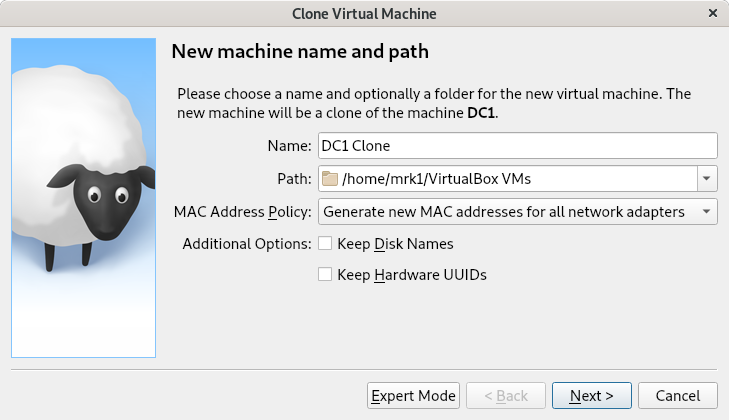 Clone Virtual Machine
New machine name and path
Please choose a name and optionally a folder for the new virtual machine. The
new machine will be a clone of the machine DC1.
Name: DC1 Clone
Path: /home/mrk1/VirtualBox VMs
MAC Address Policy: Generate new MAC addresses for all network adapters
Additional Options: Keep Disk Names
Keep Hardware UUIDs
Expert Mode < Back Next > Cancel